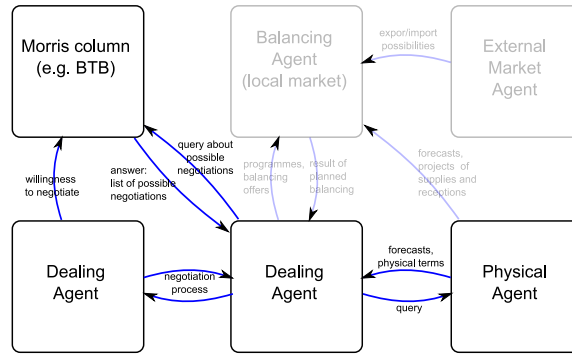 Morris column
(e.g. BTB)
Balancing
Agent
(local market)
expor/import
possibilities
External
Market
Agent
willingness
to negotiate
answer:
list of possible
negotiations
query about
possible
negotiations
programmes,
balancing
offers
result of
planned
balancing
forecasts,
projects of
supplies and
receptions
Dealing
Agent
negotiation
process
Dealing
Agent
forecasts,
physical terms
query
Physical
Agent